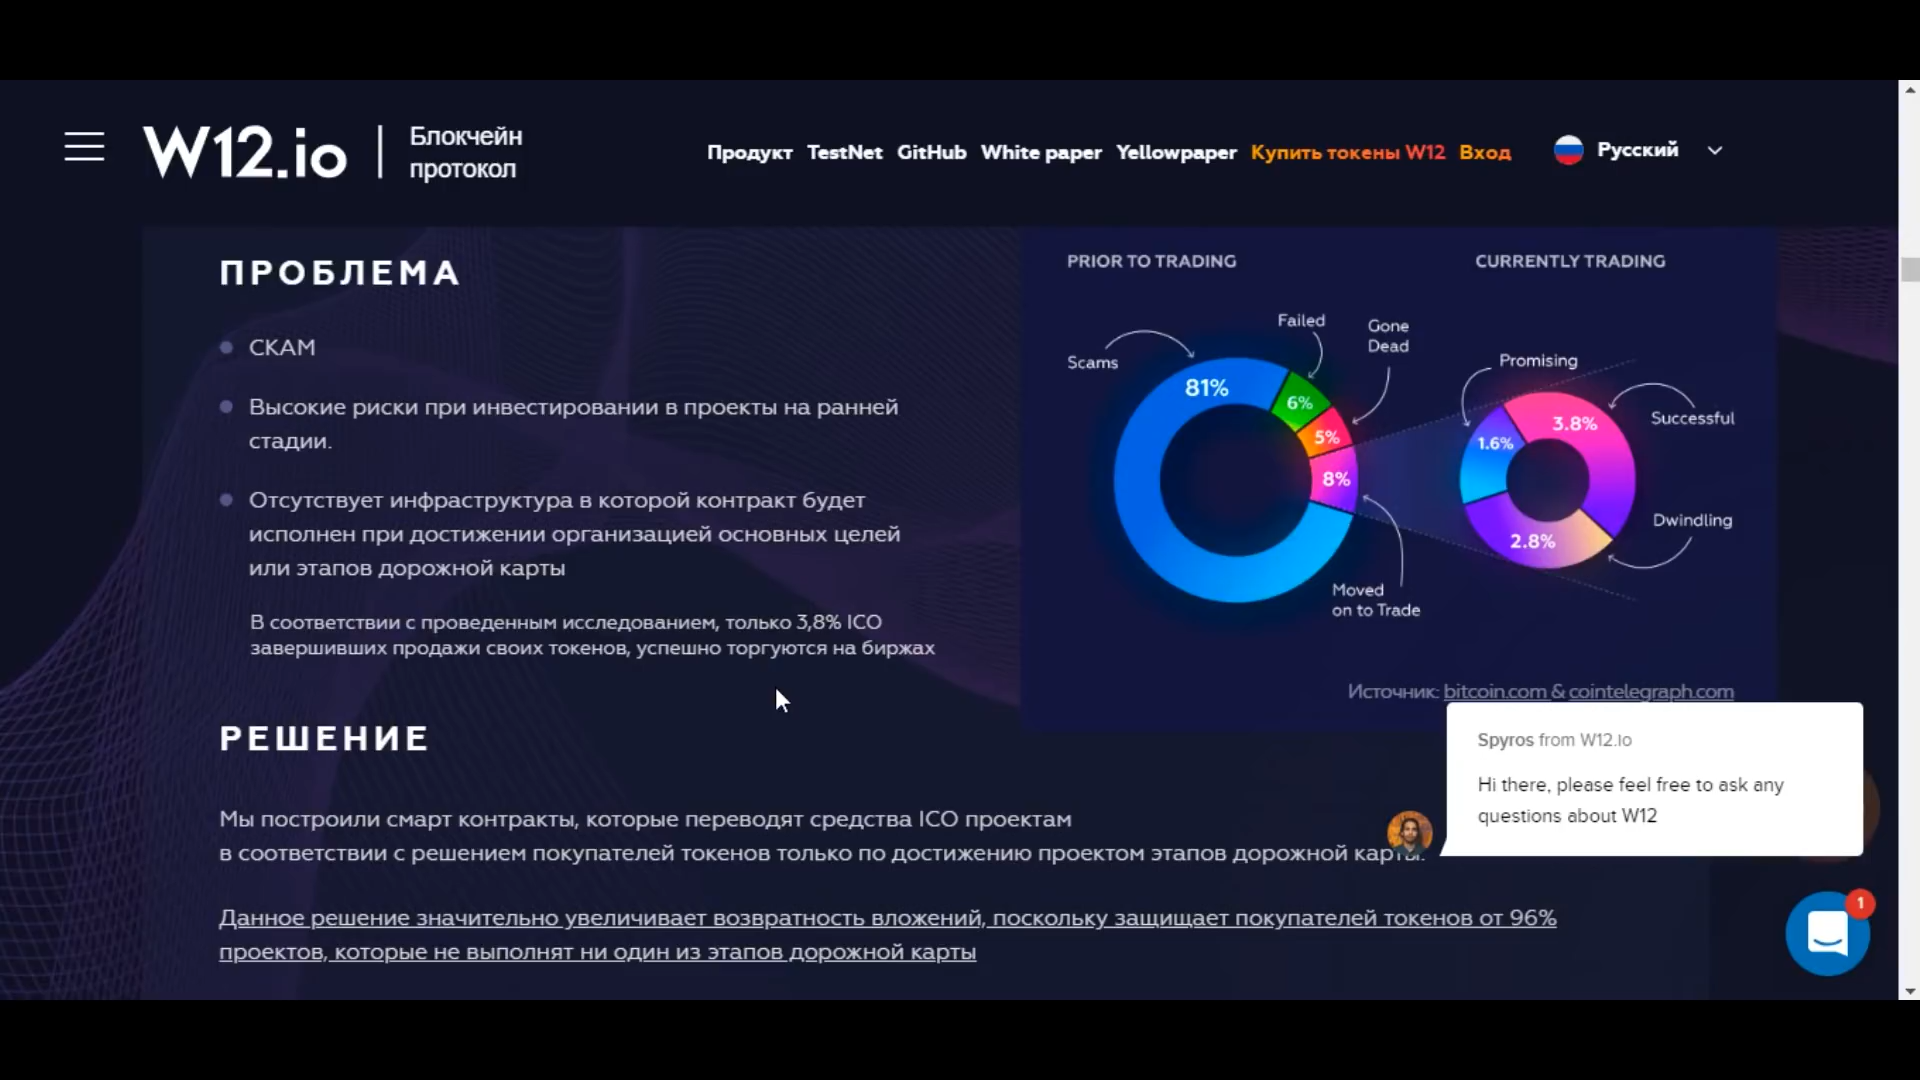 W12.io
Блокчейн
протокол
Продукт TestNet GitHub White paper Yellowpaper Купить токены W12 Вход
Русский
ПРОБЛЕМА
СКАМ
Высокие риски при инвестировании в проекты на ранней
стадии.
Отсутствует инфраструктура в которой контракт будет
исполнен при достижении организацией основных целей
или этапов дорожной карты
В соответствии с проведенным исследованием, только 3,8% ICO
завершивших продажи своих токенов, успешно торгуются на биржах
PRIOR TO TRADING
CURRENTLY TRADING
Scams
Failed
Gone
Dead
81%
6%
5%
8%
Moved
on to Trade
Promising
Successful
Dwindling
3.8%
1.6%
2.8%
Источник: bitcoin.com & cointelegraph.com
РЕШЕНИЕ
Мы построили смарт контракты, которые переводят средства ICO проектам
в соответствии с решением покупателей токенов только по достижению проектом этапов дорожной карты.
Данное решение значительно увеличивает возвратность вложений, поскольку защищает покупателей токенов от 96%
проектов, которые не выполнят ни один из этапов дорожной карты
Spyros from W12.io
Hi there, please feel free to ask any
questions about W12
1